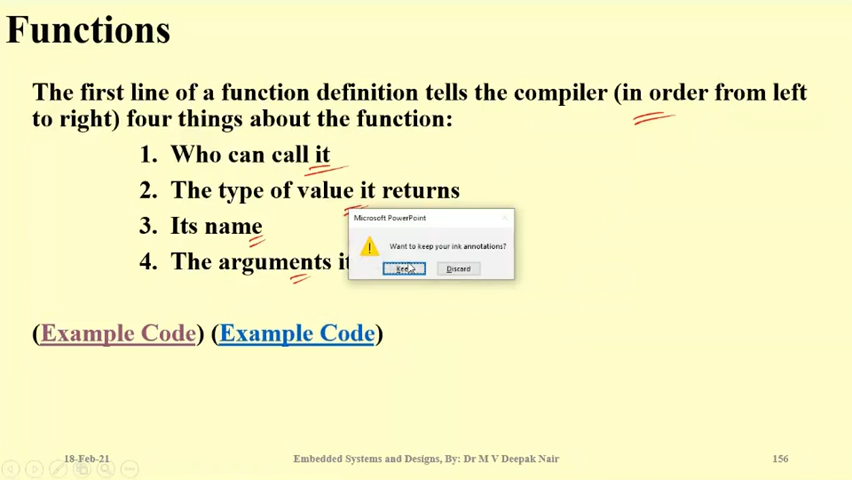 Functions
The first line of a function definition tells the compiler (in order from left
to right) four things about the function:
1. Who can call it
2. The type of value it returns
3. Its name
4. The arguments it
Microsoft PowerPoint
Want to keep your ink annotations?
Keep Discard
(Example Code) (Example Code)
18-Feb-21 Embedded Systems and Designs, By: Dr M V Deepak Nair 156